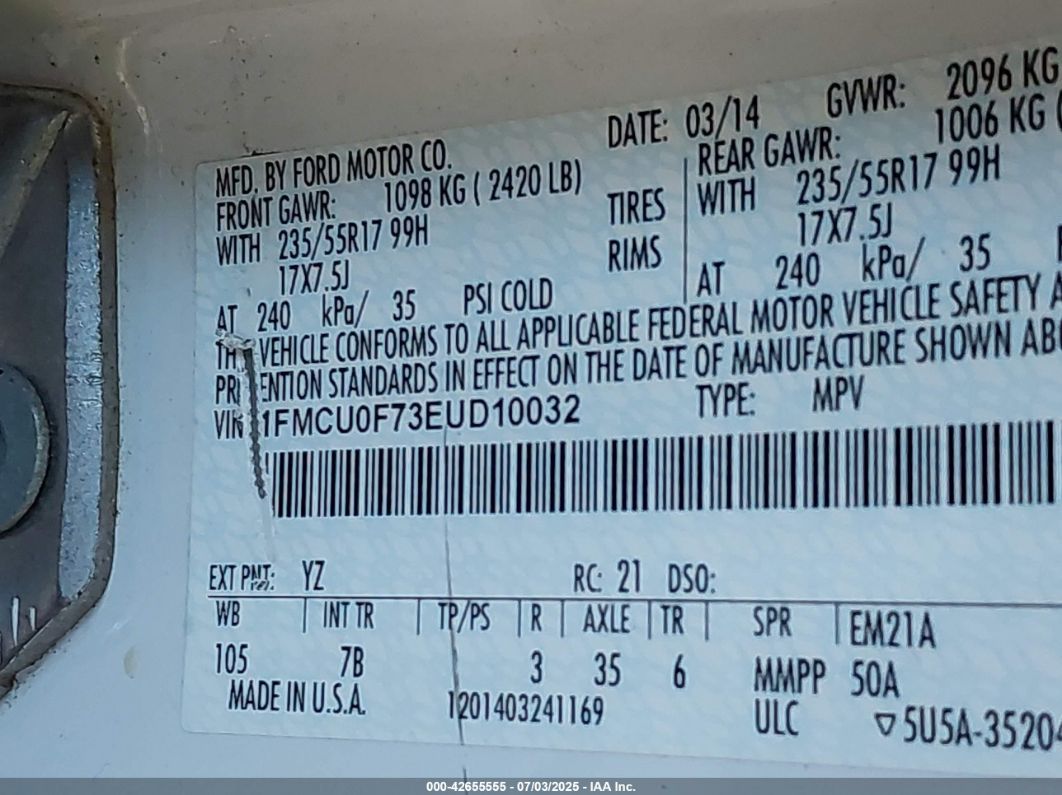 MFD. BY FORD MOTOR CO.
DATE: 03/14
GVWR: 2096 KG
FRONT GAWR: 1098 KG ( 2420 LB)
REAR GAWR: 1006 KG (
WITH 235/55R17 99H
TIRES
WITH 235/55R17 99H
17X7.5J
RIMS
17X7.5J
AT 240 kPa/ 35 PSI COLD
AT 240 kPa/ 35
VEHICLE CONFORMS TO ALL APPLICABLE FEDERAL MOTOR VEHICLE SAFETY
STANDARDS IN EFFECT ON THE DATE OF MANUFACTURE SHOWN
VIN 1FMCU0F73EUD10032
TYPE: MPV
EXT PNT: YZ RC: 21 DSO:
WB | INT TR | TP/PS | R | AXLE | TR | SPR | EM21A
105 7B 3 35 6 MMPP 50A
MADE IN U.S.A. 1201403241169 ULC ▽5U5A-35204
000-42655555 - 07/03/2025 - IAA Inc.